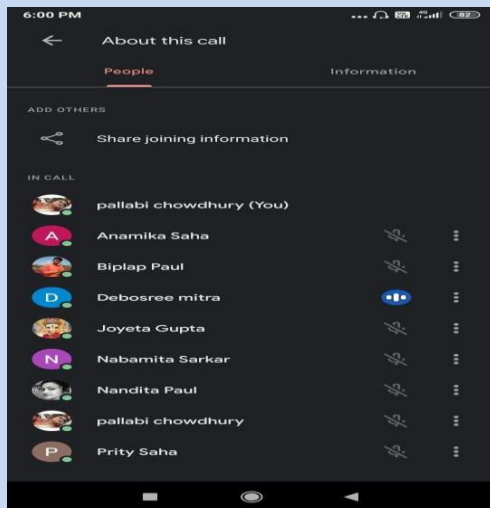 6:00 PM
82
About this call
People
Information
ADD OTHERS
Share joining information
IN CALL
pallabi chowdhury (You)
A Anamika Saha
Biplap Paul
D Debosree mitra
Joyeta Gupta
N Nabamita Sarkar
Nandita Paul
pallabi chowdhury
P Prity Saha